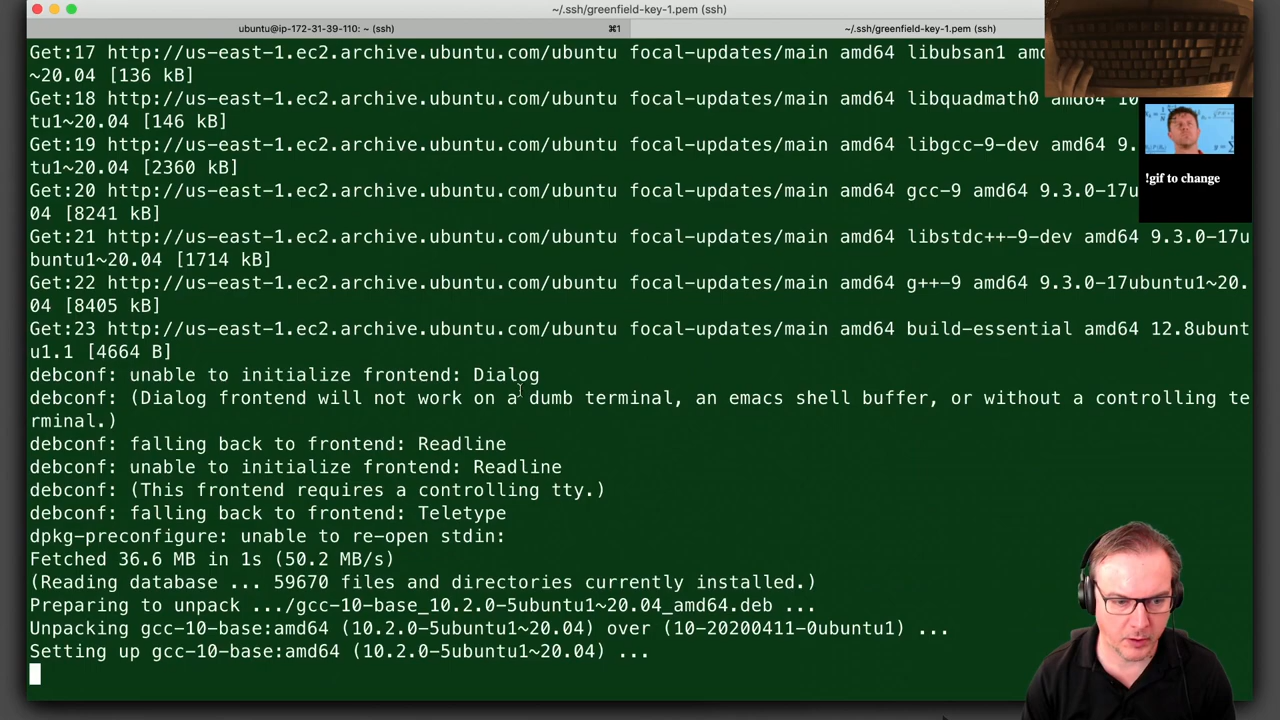 ~/.ssh/greenfield-key-1.pem (ssh)
ubuntu@ip-172-31-39-110: ~ (ssh) ⌘1 ~/.ssh/greenfield-key-1.pem (ssh)
Get:17 http://us-east-1.ec2.archive.ubuntu.com/ubuntu focal-updates/main amd64 libubsan1 amd
~20.04 [136 kB]
Get:18 http://us-east-1.ec2.archive.ubuntu.com/ubuntu focal-updates/main amd64 libquadmath0 amd64 10
tu1~20.04 [146 kB]
Get:19 http://us-east-1.ec2.archive.ubuntu.com/ubuntu focal-updates/main amd64 libgcc-9-dev amd64 9.
~20.04 [2360 kB]
Get:20 http://us-east-1.ec2.archive.ubuntu.com/ubuntu focal-updates/main amd64 gcc-9 amd64 9.3.0-17u
04 [8241 kB]
Get:21 http://us-east-1.ec2.archive.ubuntu.com/ubuntu focal-updates/main amd64 libstdc++-9-dev amd64 9.3.0-17u
buntu1~20.04 [1714 kB]
Get:22 http://us-east-1.ec2.archive.ubuntu.com/ubuntu focal-updates/main amd64 g++-9 amd64 9.3.0-17ubuntu1~20.
04 [8405 kB]
Get:23 http://us-east-1.ec2.archive.ubuntu.com/ubuntu focal-updates/main amd64 build-essential amd64 12.8ubunt
u1.1 [4664 B]
debconf: unable to initialize frontend: Dialog
debconf: (Dialog frontend will not work on a dumb terminal, an emacs shell buffer, or without a controlling te
rminal.)
debconf: falling back to frontend: Readline
debconf: unable to initialize frontend: Readline
debconf: (This frontend requires a controlling tty.)
debconf: falling back to frontend: Teletype
dpkg-preconfigure: unable to re-open stdin:
Fetched 36.6 MB in 1s (50.2 MB/s)
(Reading database ... 59670 files and directories currently installed.)
Preparing to unpack .../gcc-10-base_10.2.0-5ubuntu1~20.04_amd64.deb ...
Unpacking gcc-10-base:amd64 (10.2.0-5ubuntu1~20.04) over (10-20200411-0ubuntu1) ...
Setting up gcc-10-base:amd64 (10.2.0-5ubuntu1~20.04) ...
!gif to change